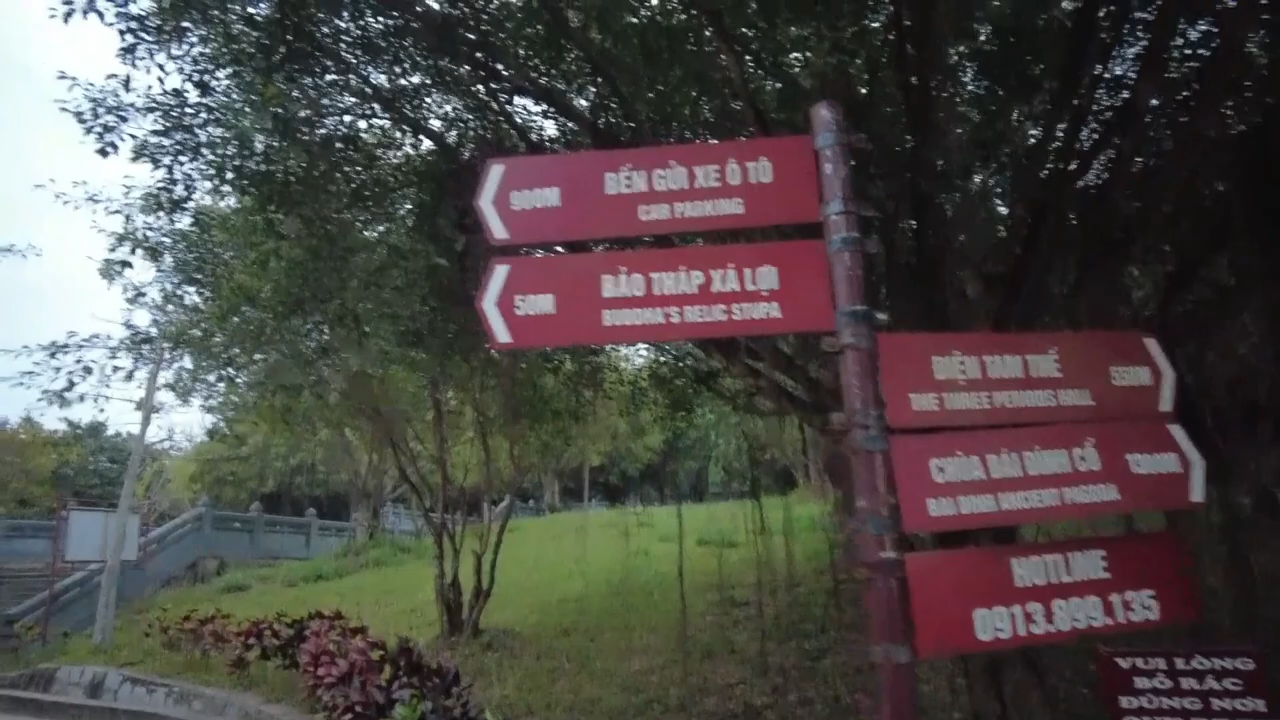 900M
BẾN GỬI XE Ô TÔ
CAR PARKING
50M
BẢO THÁP XÁ LỢI
BUDDHA'S RELIC STUPA
ĐIỆN TAM THẾ
THE THREE PERIODS HALL
550M
CHÙA BÁI ĐÍNH CỔ
BAI DINH ANCIENT PAGODA
HOTLINE
0913.899.135
VUI LÒNG
BỎ RÁC
ĐÚNG NƠI